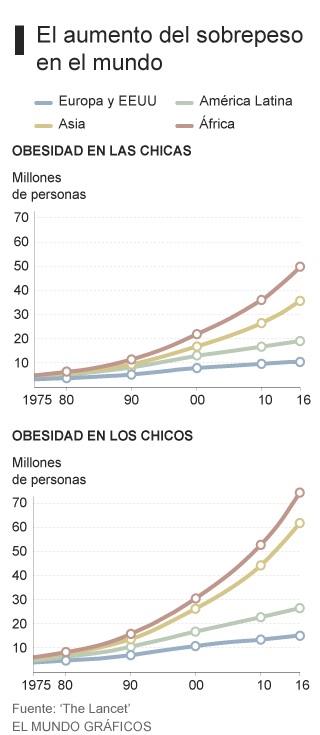 El aumento del sobrepeso
en el mundo
Europa y EEUU
América Latina
Asia
África
OBESIDAD EN LAS CHICAS
Millones
de personas
70
60
50
40
30
20
10
1975 80 90 00 10 16
OBESIDAD EN LOS CHICOS
Millones
de personas
70
60
50
40
30
20
10
1975 80 90 00 10 16
Fuente: ‘The Lancet’
EL MUNDO GRÁFICOS